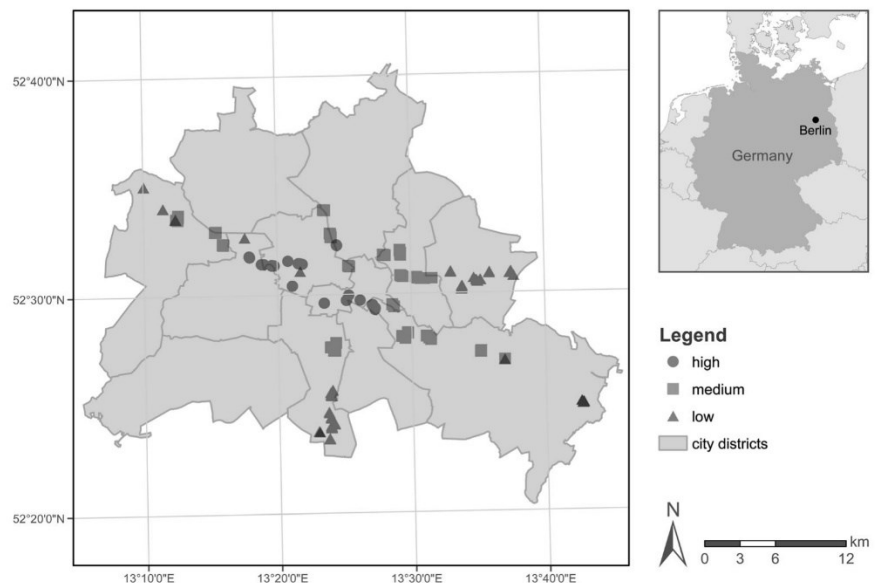 52°40'0"N
52°30'0"N
52°20'0"N
13°10'0"E
13°20'0"E
13°30'0"E
13°40'0"E
Berlin
Germany
Legend
high
medium
low
city districts
N
km
0 3 6 12